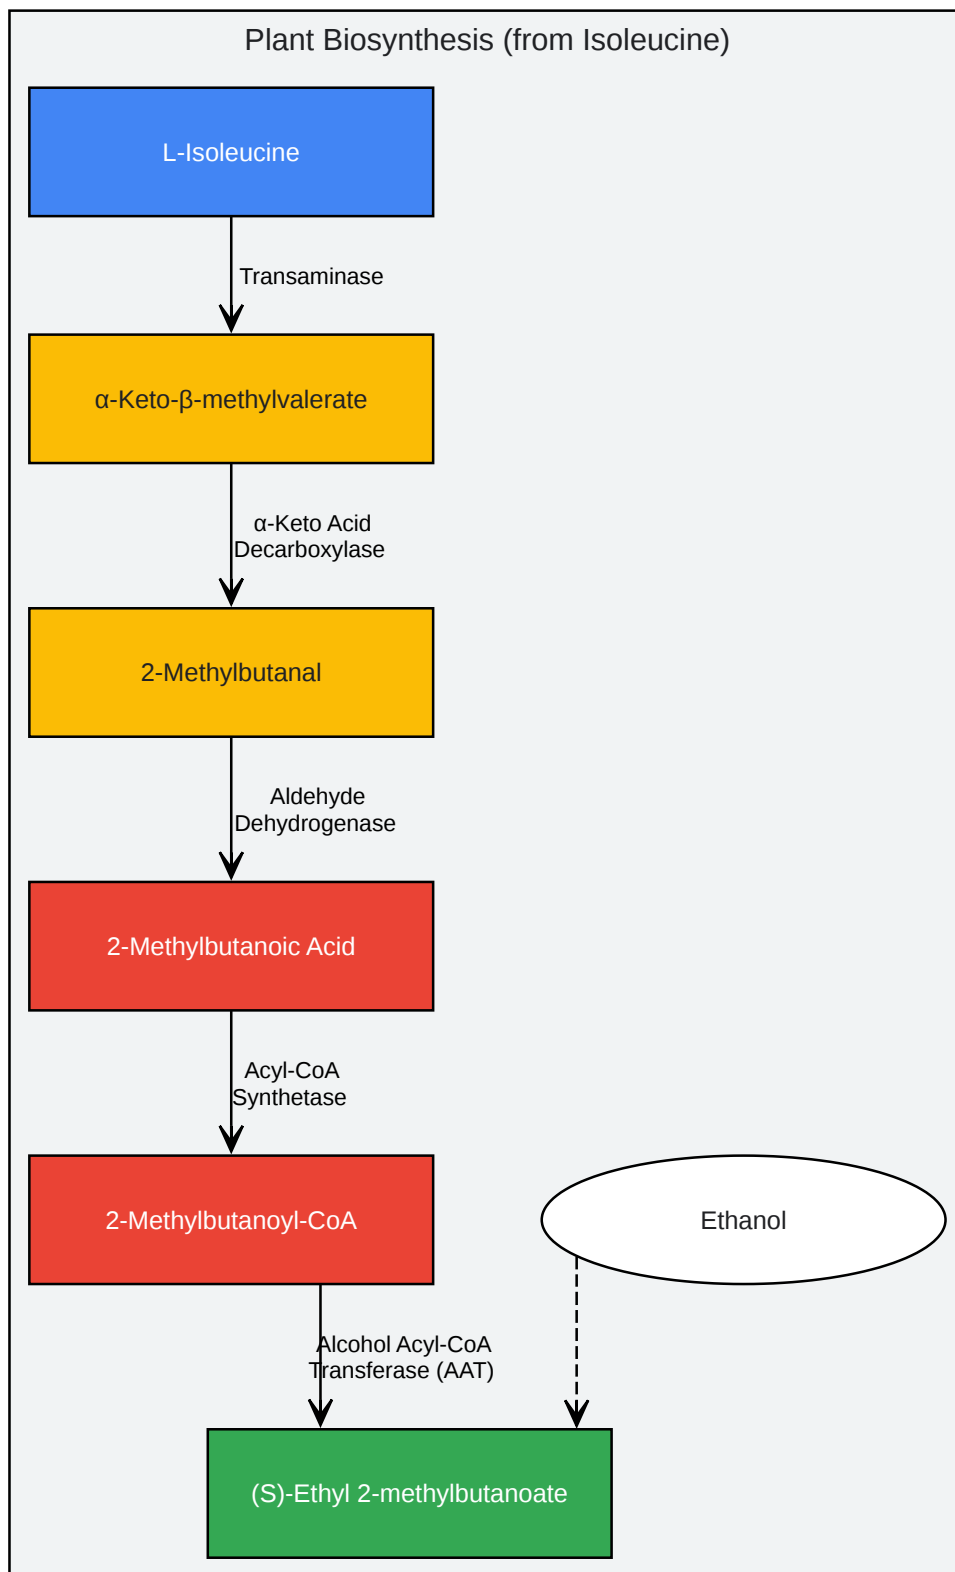 Plant Biosynthesis (from Isoleucine)
L-Isoleucine
Transaminase
α-Keto-β-methylvalerate
α-Keto Acid
Decarboxylase
2-Methylbutanal
Aldehyde
Dehydrogenase
2-Methylbutanoic Acid
Acyl-CoA
Synthetase
2-Methylbutanoyl-CoA
Ethanol
Alcohol Acyl-CoA
Transferase (AAT)
(S)-Ethyl 2-methylbutanoate